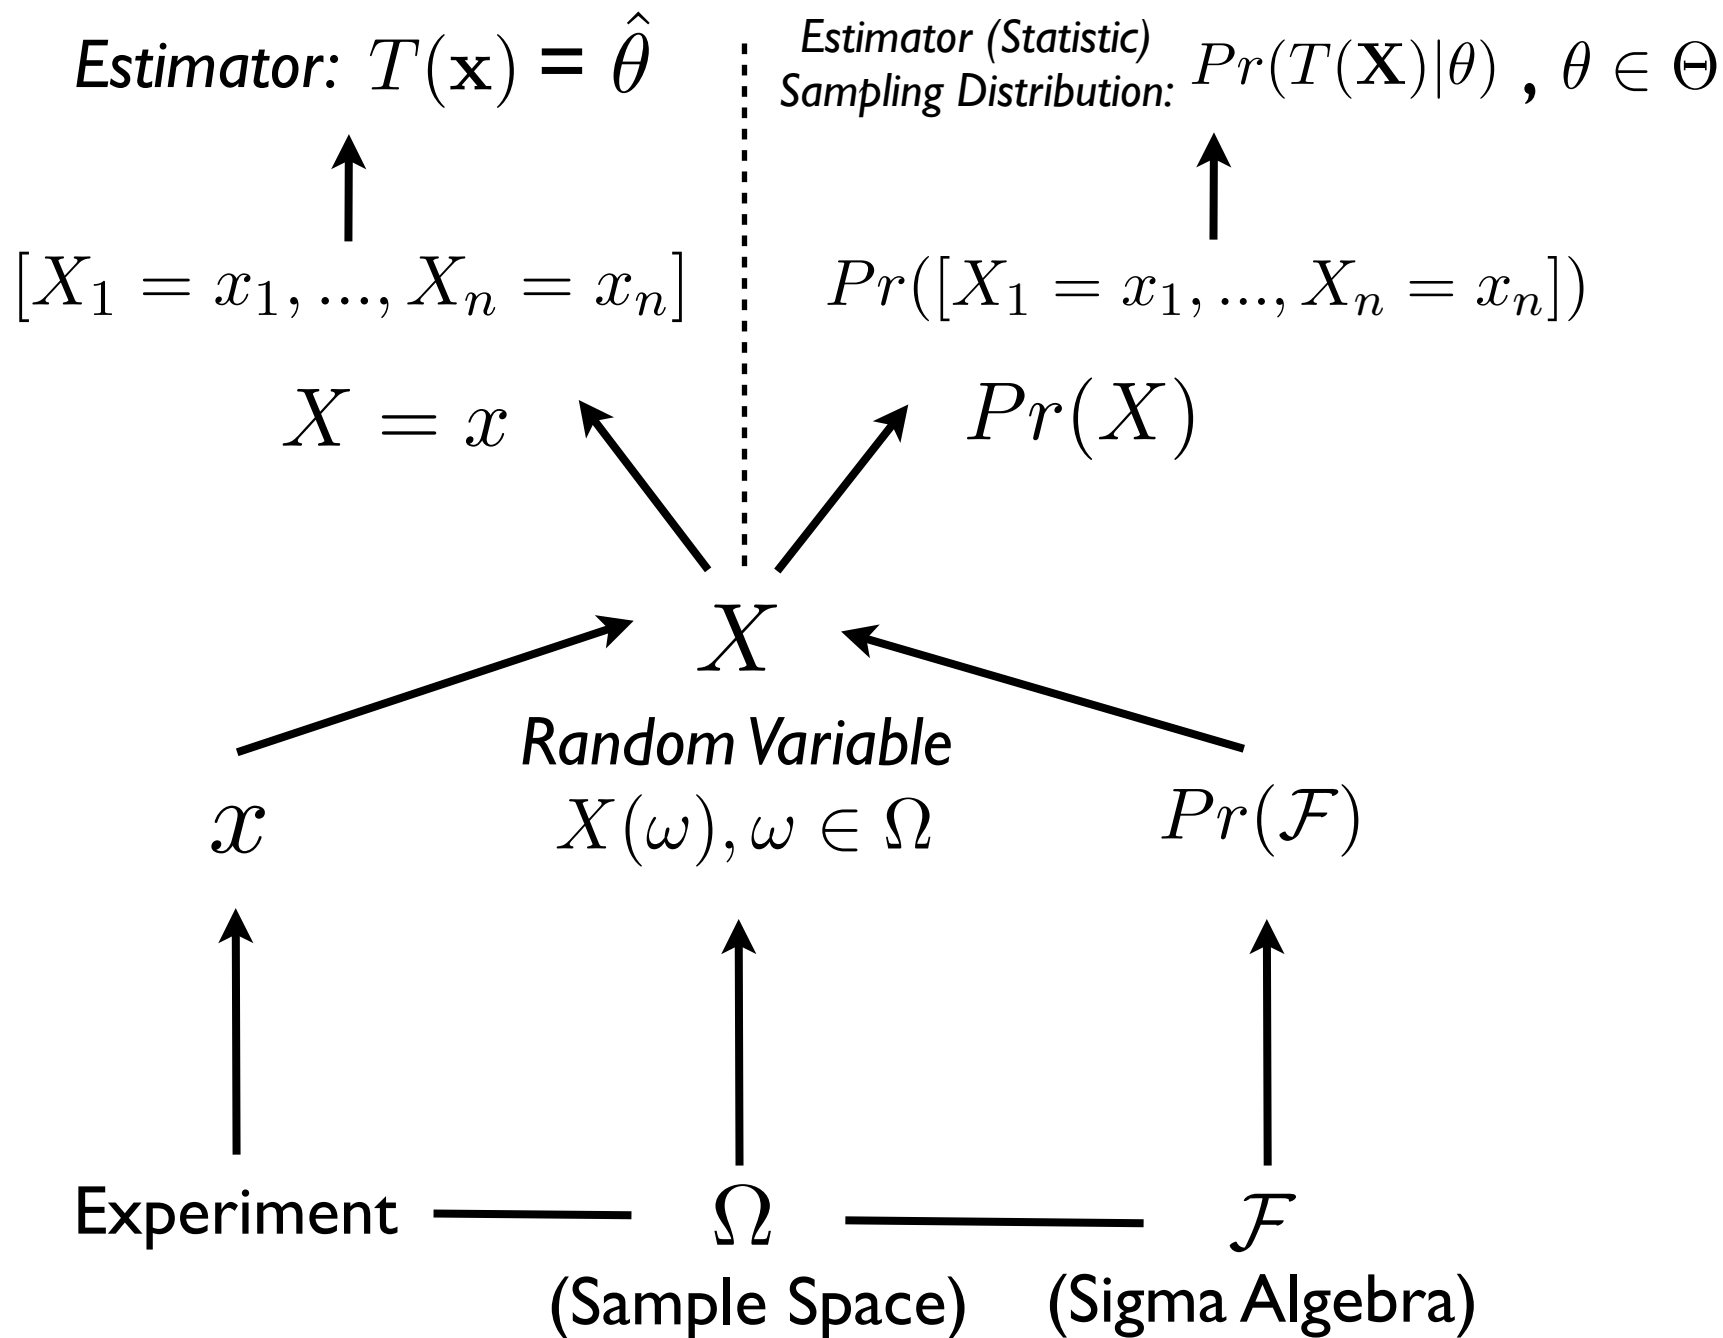 Estimator: T(𝐱) = θ̂
Estimator (Statistic)
Sampling Distribution: Pr(T(𝐗)|θ) , θ ∈ Θ
[X₁ = x₁, ..., Xₙ = xₙ]
Pr([X₁ = x₁, ..., Xₙ = xₙ])
X = x
Pr(X)
X
Random Variable
x
X(ω), ω ∈ Ω
Pr(ℱ)
Experiment
Ω
ℱ
(Sample Space)
(Sigma Algebra)